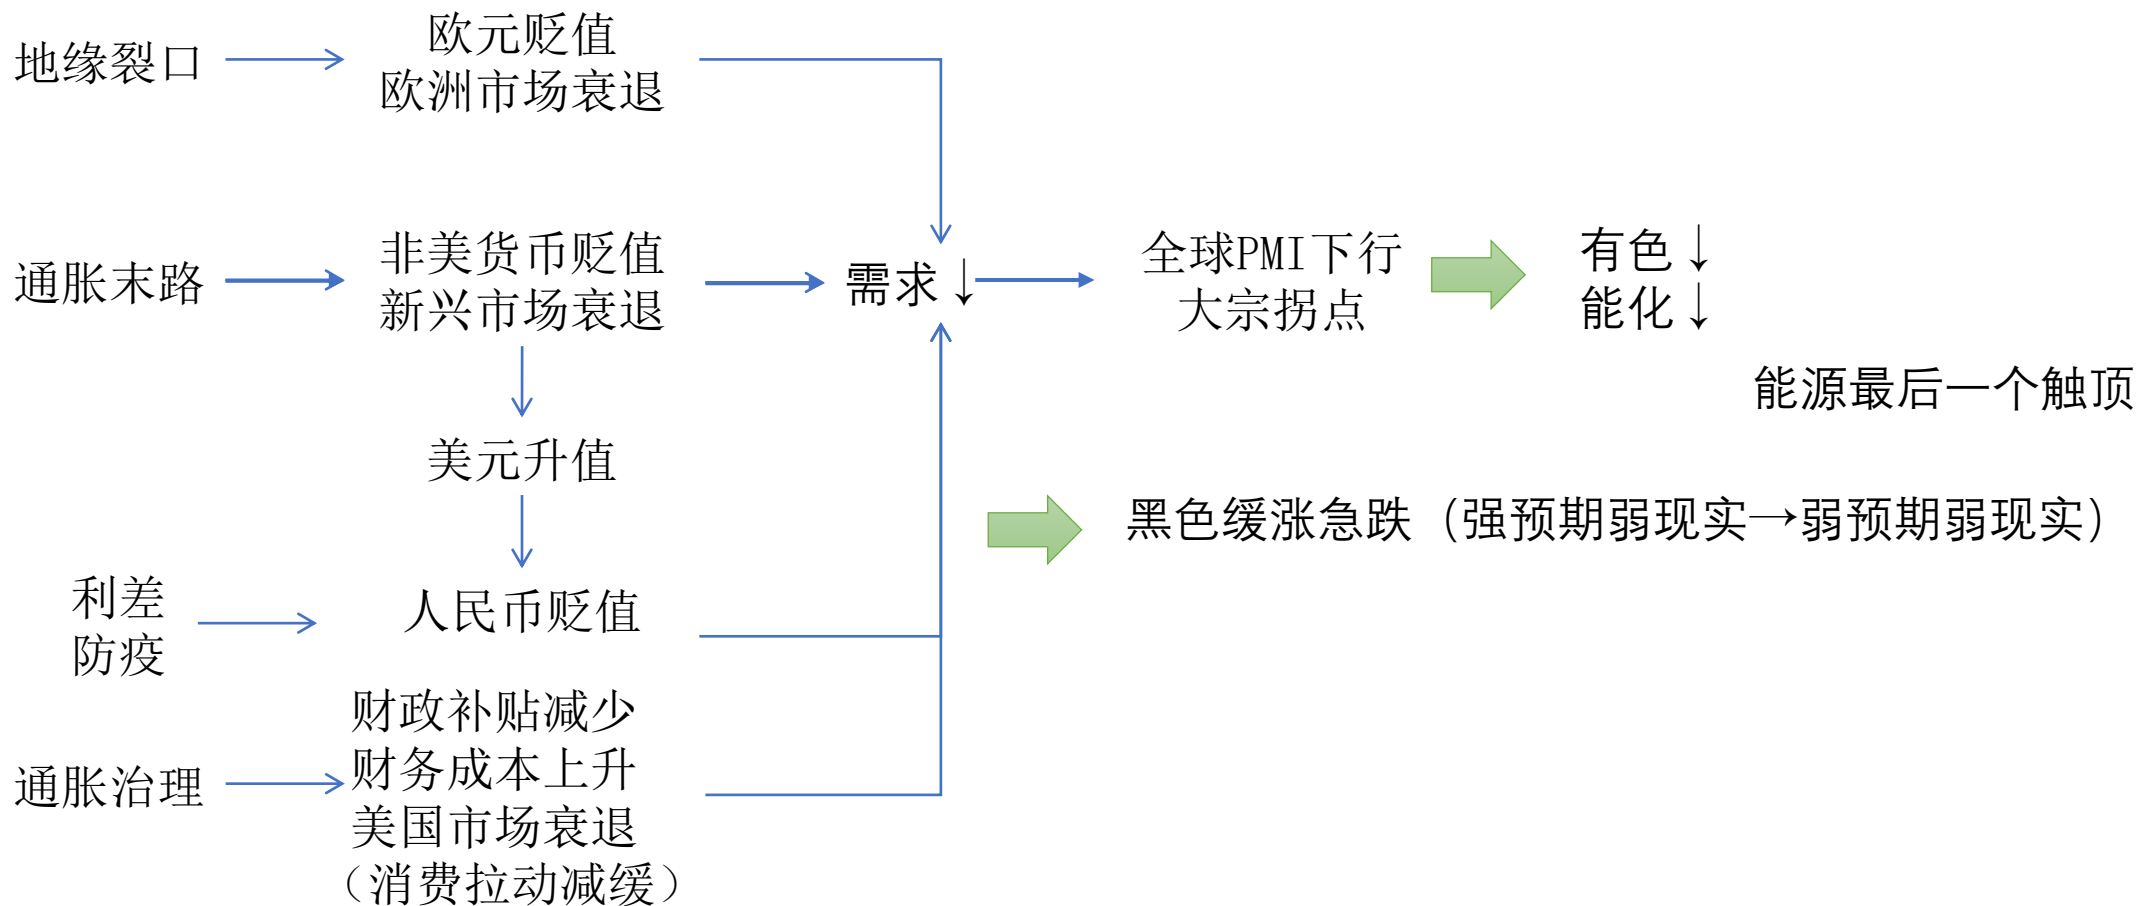 地缘裂口
欧元贬值
欧洲市场衰退
通胀末路
非美货币贬值
新兴市场衰退
需求↓
全球PMI下行
大宗拐点
有色↓
能化↓
能源最后一个触顶
美元升值
黑色缓涨急跌（强预期弱现实→弱预期弱现实）
利差
防疫
人民币贬值
通胀治理
财政补贴减少
财务成本上升
美国市场衰退
（消费拉动减缓）